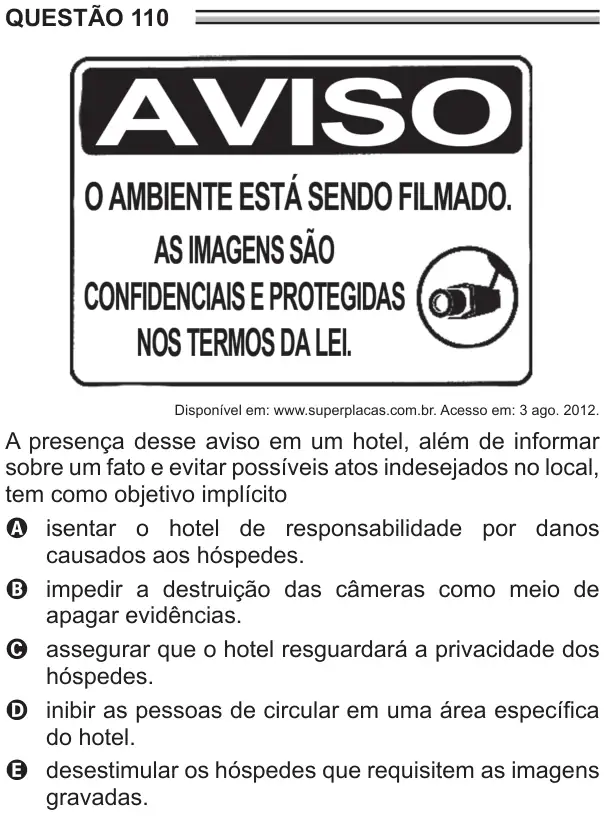 QUESTÃO 110
AVISO
O AMBIENTE ESTÁ SENDO FILMADO.
AS IMAGENS SÃO
CONFIDENCIAIS E PROTEGIDAS
NOS TERMOS DA LEI.
Disponível em: www.superplacas.com.br. Acesso em: 3 ago. 2012.
A presença desse aviso em um hotel, além de informar
sobre um fato e evitar possíveis atos indesejados no local,
tem como objetivo implícito
A isentar o hotel de responsabilidade por danos
causados aos hóspedes.
B impedir a destruição das câmeras como meio de
apagar evidências.
C assegurar que o hotel resguardará a privacidade dos
hóspedes.
D inibir as pessoas de circular em uma área específica
do hotel.
E desestimular os hóspedes que requisitem as imagens
gravadas.